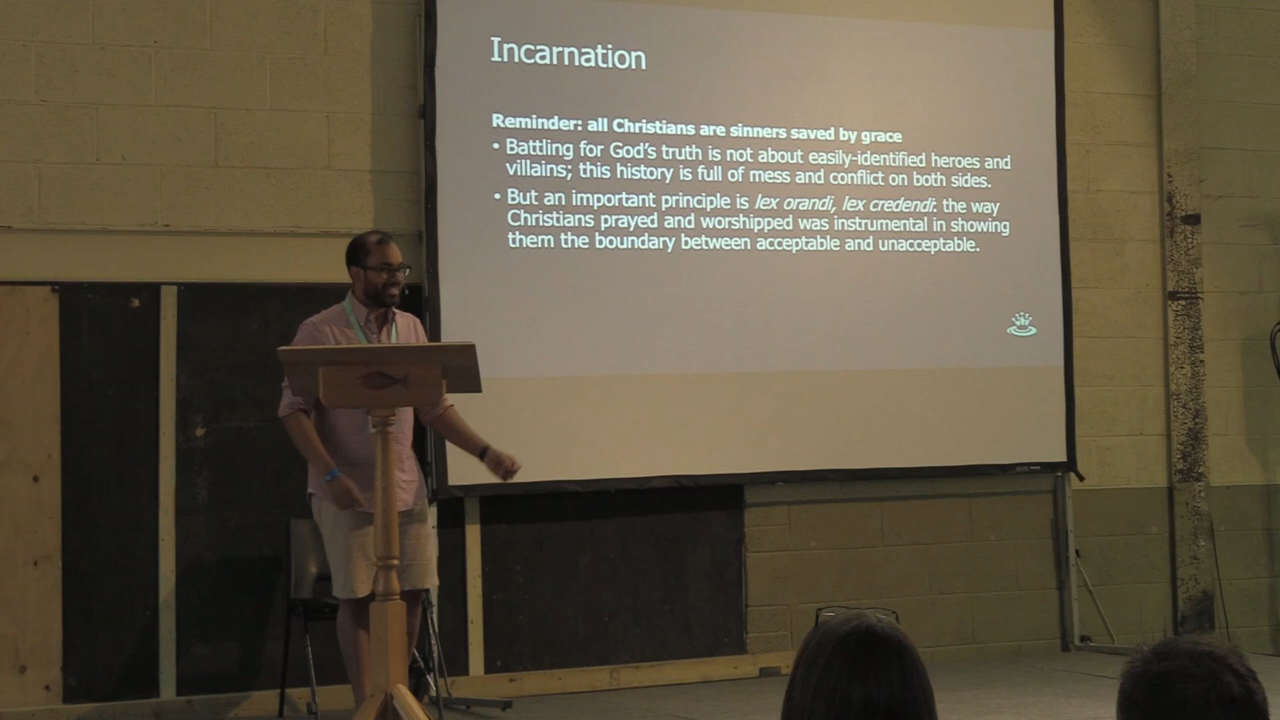 Incarnation
Reminder: all Christians are sinners saved by grace
• Battling for God's truth is not about easily-identified heroes and
villains; this history is full of mess and conflict on both sides.
• But an important principle is lex orandi, lex credendi: the way
Christians prayed and worshipped was instrumental in showing
them the boundary between acceptable and unacceptable.